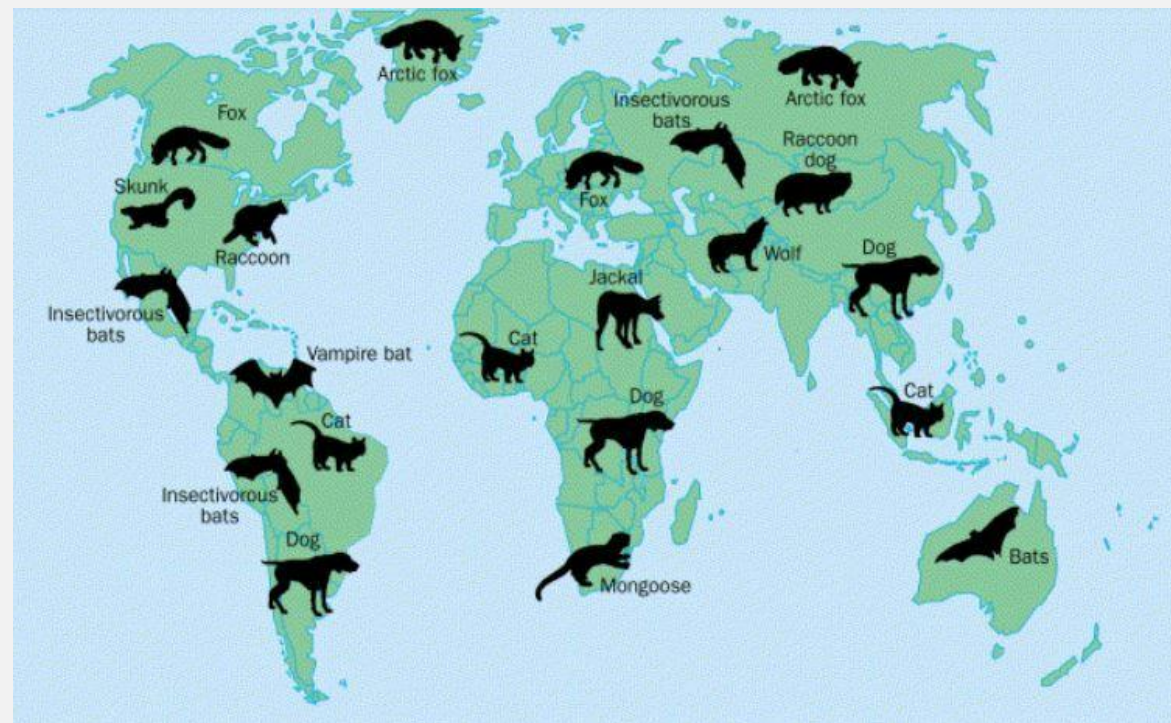 Arctic fox
Arctic fox
Insectivorous
bats
Fox
Raccoon
dog
Skunk
Fox
Raccoon
Wolf
Dog
Jackal
Insectivorous
bats
Cat
Vampire bat
Dog
Cat
Cat
Insectivorous
bats
Dog
Bats
Mongoose